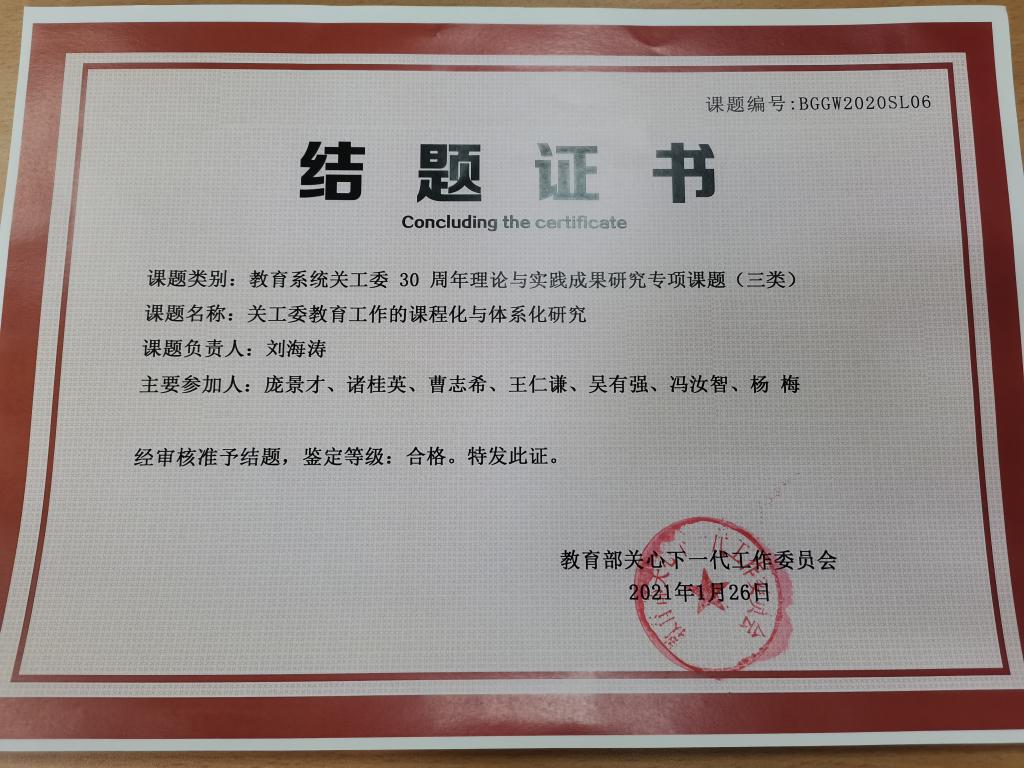 课题编号:BGGW2020SL06
结题证书
Concluding the certificate
课题类别：教育系统关工委 30 周年理论与实践成果研究专项课题（三类）
课题名称：关工委教育工作的课程化与体系化研究
课题负责人：刘海涛
主要参加人：庞景才、诸桂英、曹志希、王仁谦、吴有强、冯汝智、杨 梅
经审核准予结题，鉴定等级：合格。特发此证。
教育部关心下一代工作委员会
2021年1月26日